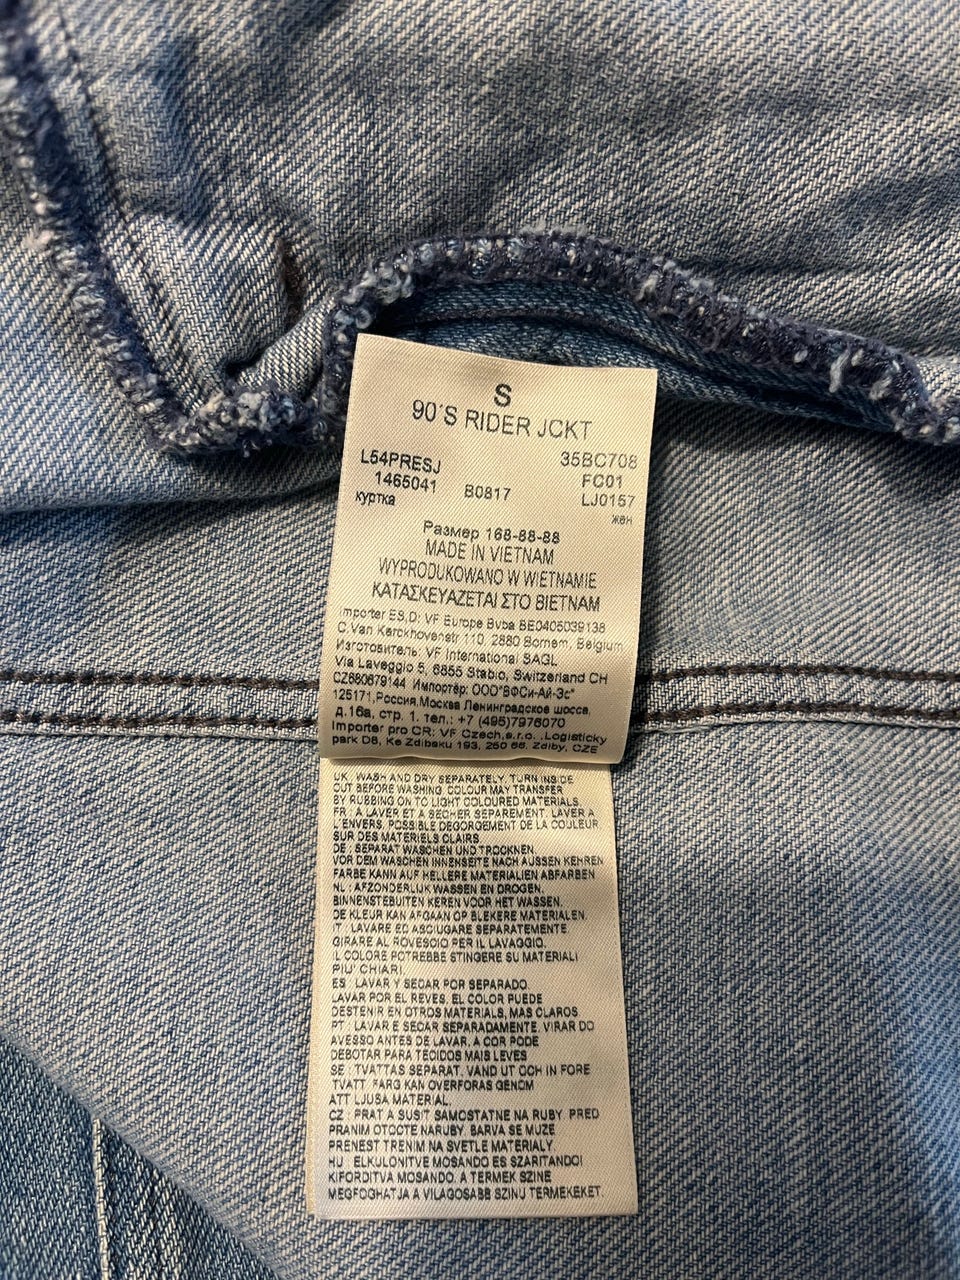 S
90´S RIDER JCKT
L54PRESJ 35BC708
1465041 B0817 FC01
куртка LJ0157
жен
Размер 168-88-88
MADE IN VIETNAM
WYPRODUKOWANO W WIETNAMIE
ΚΑΤΑΣΚΕΥΑΖΕΤΑΙ ΣΤΟ ΒΙΕΤΝΑΜ
Importer ES,D: VF Europe Bvba BE0405039138
C.Van Kerckhovenstr 110, 2880 Bornem, Belgium
Изготовитель: VF International SAGL
Via Laveggio 5, 6855 Stabio, Switzerland CH
CZ680679144 Импортёр: ООО"ВФСи-Ай-Эс"
125171,Россия,Москва Ленинградское шоссе,
д.16а, стр. 1, тел.: +7 (495)7976070
Importer pro CR: VF Czech,s.r.o. ,Logisticky
park D8, Ke Zdibsku 193, 250 66, Zdiby, CZE
UK : WASH AND DRY SEPARATELY. TURN INSIDE
OUT BEFORE WASHING. COLOUR MAY TRANSFER
BY RUBBING ON TO LIGHT COLOURED MATERIALS.
FR : A LAVER ET A SECHER SEPAREMENT. LAVER A
L'ENVERS. POSSIBLE DEGORGEMENT DE LA COULEUR
SUR DES MATERIELS CLAIRS
DE : SEPARAT WASCHEN UND TROCKNEN.
VOR DEM WASCHEN INNENSEITE NACH AUSSEN KEHREN
FARBE KANN AUF HELLERE MATERIALIEN ABFARBEN
NL : AFZONDERLIJK WASSEN EN DROGEN.
BINNENSTEBUITEN KEREN VOOR HET WASSEN.
DE KLEUR KAN AFGAAN OP BLEKERE MATERIALEN
IT : LAVARE ED ASCIUGARE SEPARATEMENTE
GIRARE AL ROVESCIO PER IL LAVAGGIO.
IL COLORE POTREBBE STINGERE SU MATERIALI
PIU' CHIARI.
ES : LAVAR Y SECAR POR SEPARADO.
LAVAR POR EL REVES. EL COLOR PUEDE
DESTENIR EN OTROS MATERIALS, MAS CLAROS
PT : LAVAR E SECAR SEPARADAMENTE. VIRAR DO
AVESSO ANTES DE LAVAR. A COR PODE
DEBOTAR PARA TECIDOS MAIS LEVES
SE : TVATTAS SEPARAT. VAND UT OCH IN FORE
TVATT. FARG KAN OVERFORAS GENOM
ATT LJUSA MATERIAL.
CZ : PRAT A SUSIT SAMOSTATNE NA RUBY. PRED
PRANIM OTOCTE NARUBY. BARVA SE MUZE
PRENEST TRENIM NA SVETLE MATERIALY
HU : ELKULONITVE MOSANDO ES SZARITANDO!
KIFORDITVA MOSANDO. A TERMEK SZINE
MEGFOGHATJA A VILAGOSABB SZINU TERMEKEKET.